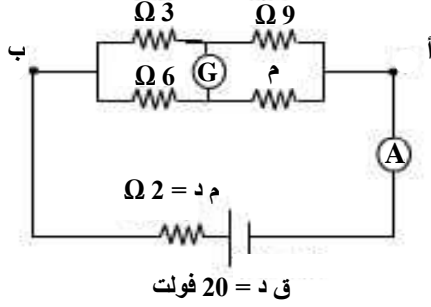 Ω 3
Ω 9
أ
ب
G
Ω 6
م
A
م د = 2 Ω
ق د = 20 فولت